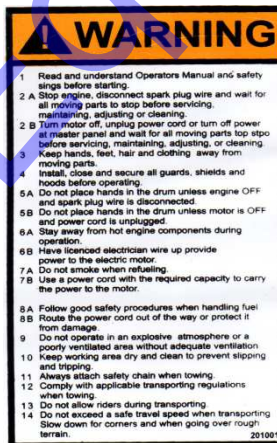 WARNING
1 Read and understand Operators Manual and safety
sings before starting.
2 A Stop engine, disconnect spark plug wire and wait for
all moving parts to stop before servicing,
maintaining, adjusting or cleaning.
2 B Turn motor off, unplug power cord or turn off power
at master panel and wait for all moving parts top stpo
before servicing, maintaining, adjusting, or cleaning.
3 Keep hands, feet, hair and clothing away from
moving parts.
4 Install, close and secure all guards, shields and
hoods before operating.
5 A Do not place hands in the drum unless engine OFF
and spark plug wire is disconnected.
5 B Do not place hands in the drum unless motor is OFF
and power cord is unplugged.
6 A Stay away from hot engine components during
operation.
6 B Have licenced electrician wire up provide
power to the electric motor.
7 A Do not smoke when refueling.
7 B Use a power cord with the required capacity to carry
the power to the motor.
8 A Follow good safety procedures when handling fuel
8 B Route the power cord out of the way or protect it
from damage.
9 Do not operate in an explosive atmosphere or a
poorly ventilated area without adequate ventilation
10 Keep working area dry and clean to prevent slipping
and tripping.
11 Always attach safety chain when towing.
12 Comply with applicable transporting regulations
when towing.
13 Do not allow riders during transporting.
14 Do not exceed a safe travel speed when transporting
Slow down for corners and when going over rough
terrain.
201001